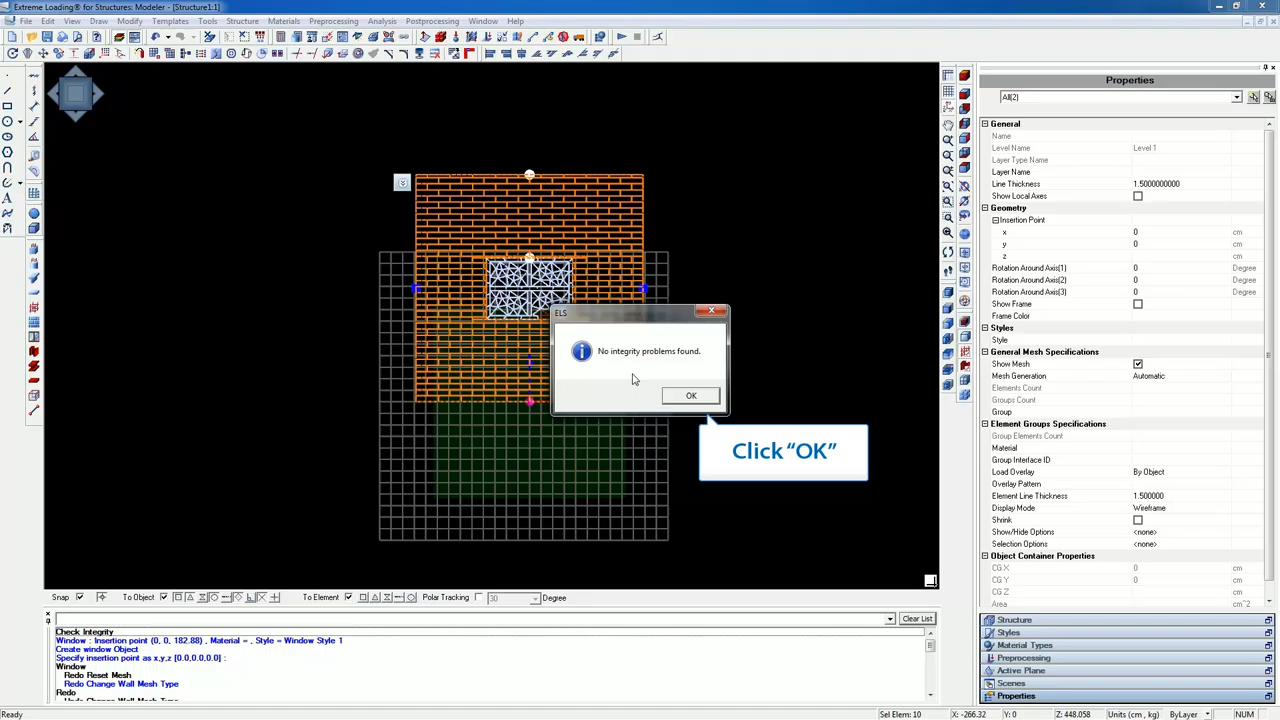 Extreme Loading® for Structures: Modeler - [Structure1:1]
File Edit View Draw Modify Templates Tools Structure Materials Preprocessing Analysis Postprocessing Window Help
Properties
All(2)
General
Name
Level Name Level 1
Layer Type Name
Layer Name
Line Thickness 1.5000000000
Show Local Axes
Geometry
Insertion Point
x 0 cm
y 0 cm
z 0 cm
Rotation Around Axis(1) 0 Degree
Rotation Around Axis(2) 0 Degree
Rotation Around Axis(3) 0 Degree
Show Frame
Frame Color
Styles
Style
General Mesh Specifications
Show Mesh
Mesh Generation Automatic
Elements Count
Groups Count
Group
Element Groups Specifications
Group Elements Count
Material
Group Interface ID
Load Overlay By Object
Overlay Pattern
Element Line Thickness 1.500000
Display Mode Wireframe
Shrink
Show/Hide Options <none>
Selection Options <none>
Object Container Properties
CG X 0 cm
CG Y 0 cm
Area cm^2
ELS
No integrity problems found.
OK
Click “OK”
Snap To Object To Element Polar Tracking 30 Degree
Clear List
Check Integrity
Window : Insertion point (0, 0, 182.88) , Material = , Style = Window Style 1
Create window Object
Specify insertion point as x,y,z [0.0,0.0,0.0] :
Window
Redo Reset Mesh
Redo Change Wall Mesh Type
Redo
Undo Change Wall Mesh Type
Structure
Styles
Material Types
Preprocessing
Active Plane
Scenes
Properties
Ready Sel Elem: 10 X: -266.32 Y: 0 Z: 448.058 Units (cm , kg) ByLayer NUM